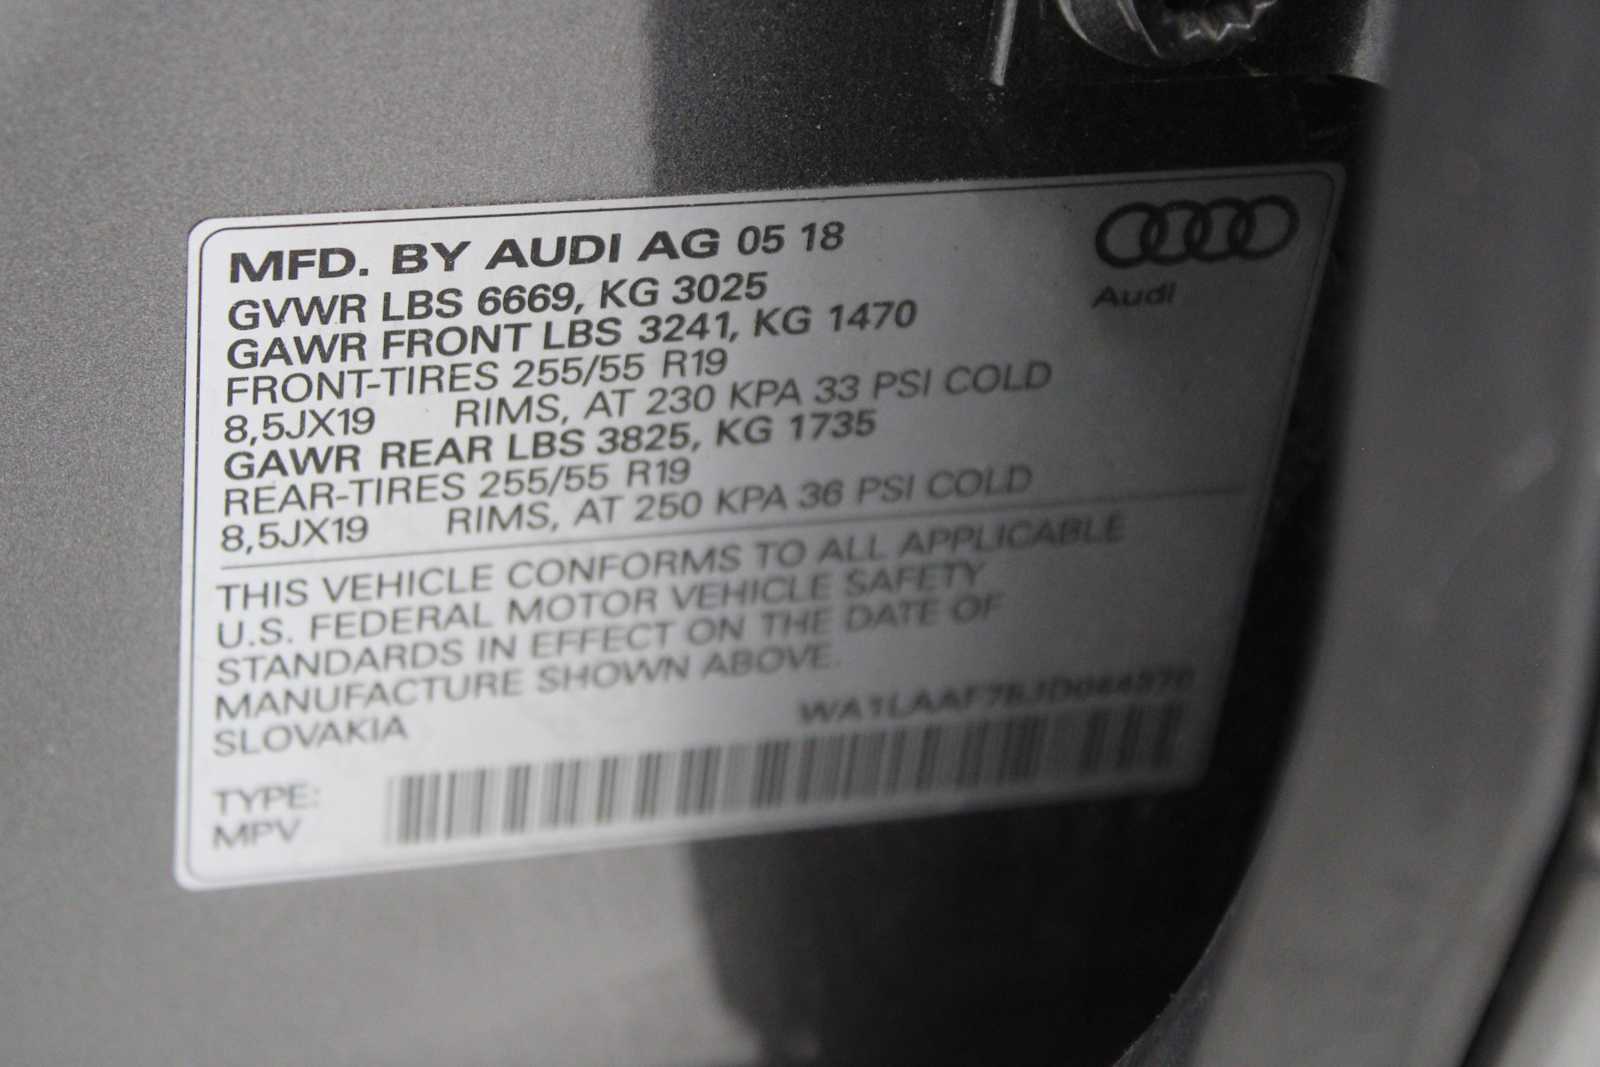 MFD. BY AUDI AG 05 18
GVWR LBS 6669, KG 3025
GAWR FRONT LBS 3241, KG 1470
FRONT-TIRES 255/55 R19
8,5JX19 RIMS, AT 230 KPA 33 PSI COLD
GAWR REAR LBS 3825, KG 1735
REAR-TIRES 255/55 R19
8,5JX19 RIMS, AT 250 KPA 36 PSI COLD
Audi
THIS VEHICLE CONFORMS TO ALL APPLICABLE
U.S. FEDERAL MOTOR VEHICLE SAFETY
STANDARDS IN EFFECT ON THE DATE OF
MANUFACTURE SHOWN ABOVE.
SLOVAKIA
TYPE:
MPV